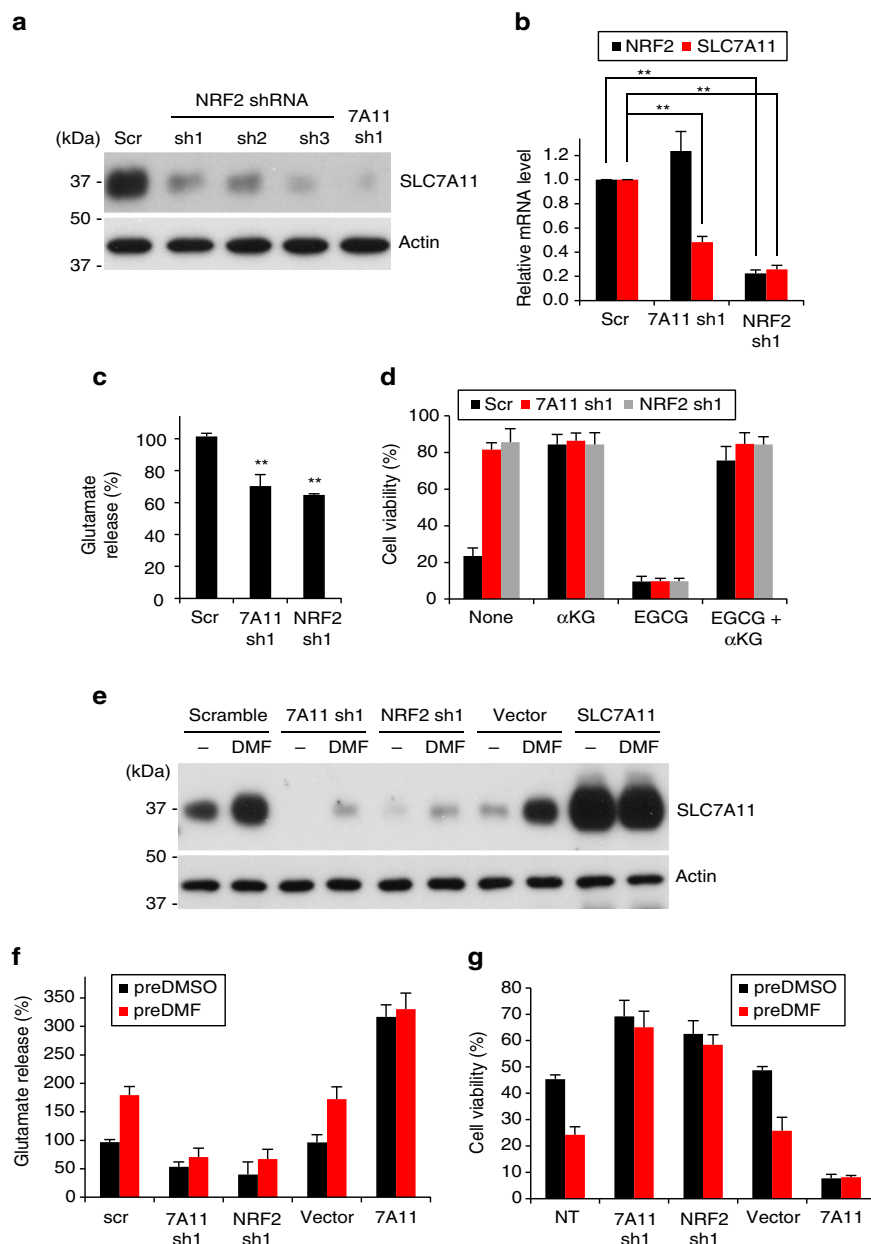 a
NRF2 shRNA
7A11
(kDa) Scr sh1 sh2 sh3 sh1
37 -
SLC7A11
50 -
Actin
37 -
b
NRF2 SLC7A11
**
**
**
Relative mRNA level
1.2
1.0
0.8
0.6
0.4
0.2
0.0
Scr 7A11 sh1 NRF2
sh1
c
Glutamate
release (%)
100
80
60
40
20
0
** **
Scr 7A11 NRF2
sh1 sh1
d
Scr 7A11 sh1 NRF2 sh1
Cell viability (%)
100
80
60
40
20
0
None αKG EGCG EGCG +
αKG
e
Scramble 7A11 sh1 NRF2 sh1 Vector SLC7A11
– DMF – DMF – DMF – DMF – DMF
(kDa)
37 -
SLC7A11
50 -
Actin
37 -
f
preDMSO
preDMF
Glutamate release (%)
350
300
250
200
150
100
50
0
scr 7A11 NRF2 Vector 7A11
sh1 sh1
g
preDMSO
preDMF
Cell viability (%)
80
70
60
50
40
30
20
10
0
NT 7A11 NRF2 Vector 7A11
sh1 sh1